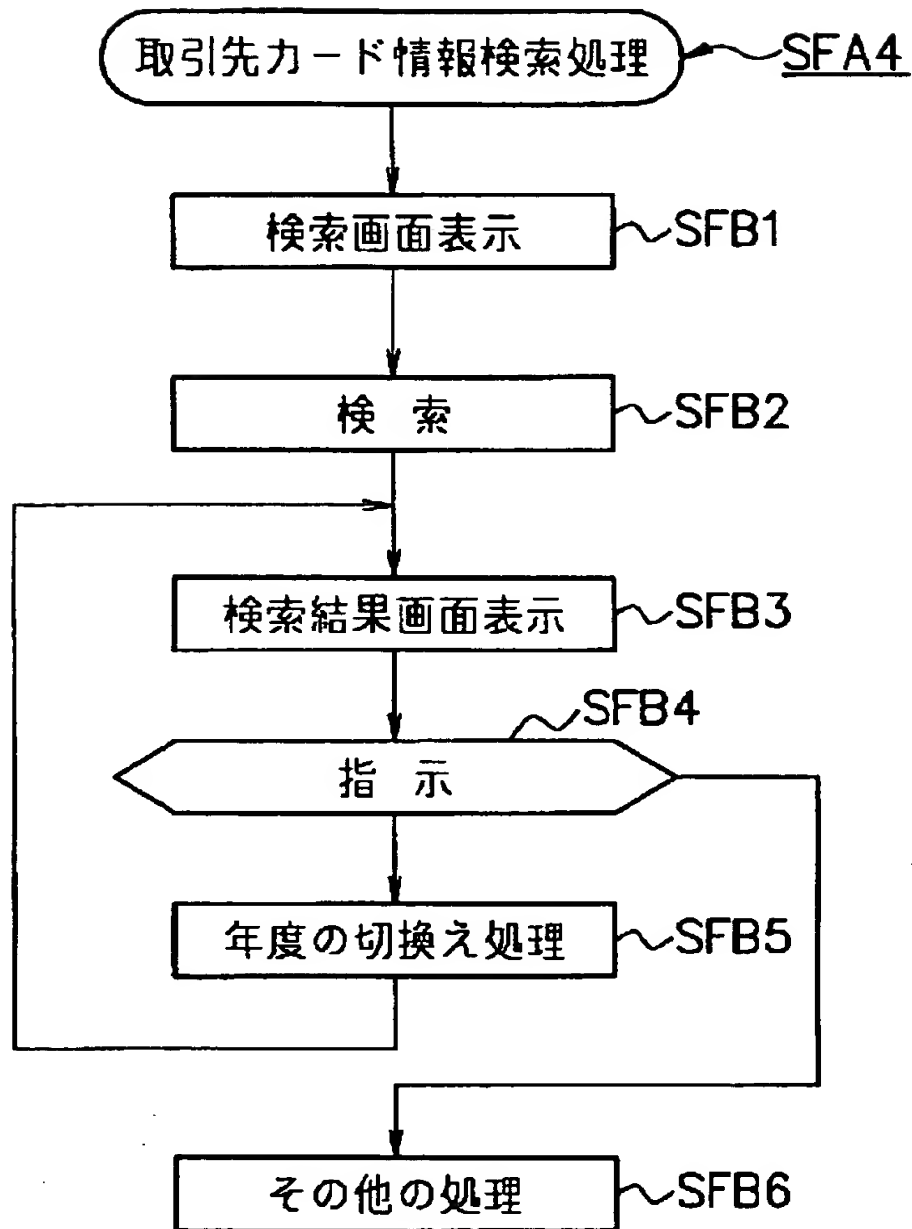 取引先カード情報検索処理 SFA4
検索画面表示 SFB1
検 索 SFB2
検索結果画面表示 SFB3
SFB4
指 示
年度の切換え処理 SFB5
その他の処理 SFB6